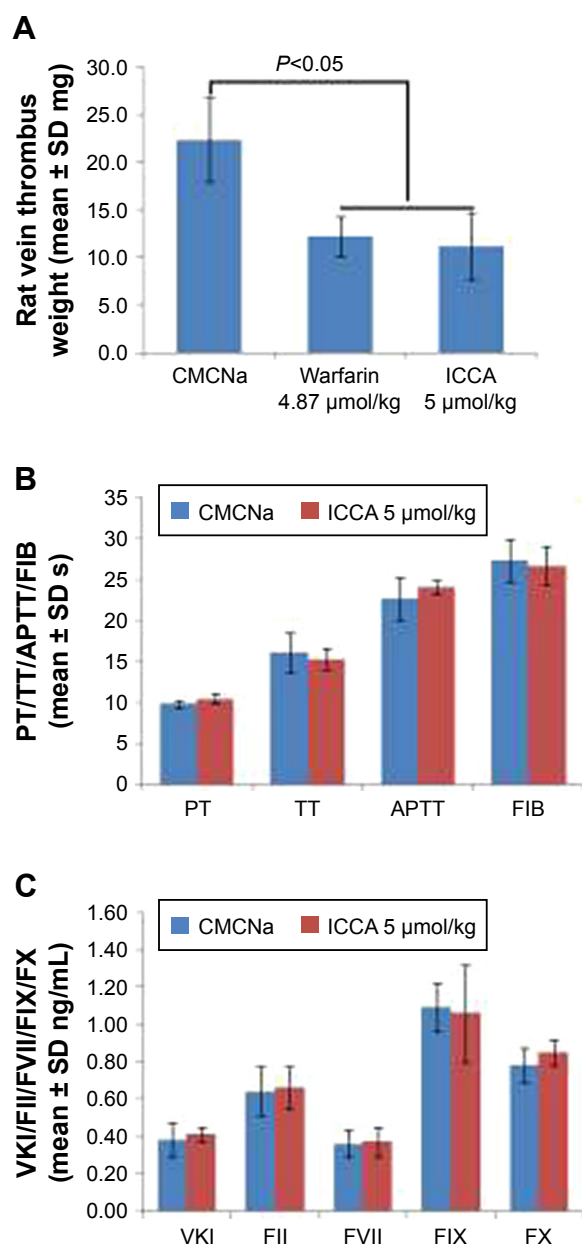 A
Rat vein thrombus
weight (mean ± SD mg)
P<0.05
30.0
25.0
20.0
15.0
10.0
5.0
0.0
CMCNa
Warfarin
4.87 μmol/kg
ICCA
5 μmol/kg
B
PT/TT/APTT/FIB
(mean ± SD s)
CMCNa ICCA 5 μmol/kg
35
30
25
20
15
10
5
0
PT TT APTT FIB
C
VKI/FII/FVII/FIX/FX
(mean ± SD ng/mL)
CMCNa ICCA 5 μmol/kg
1.60
1.40
1.20
1.00
0.80
0.60
0.40
0.20
0.00
VKI FII FVII FIX FX